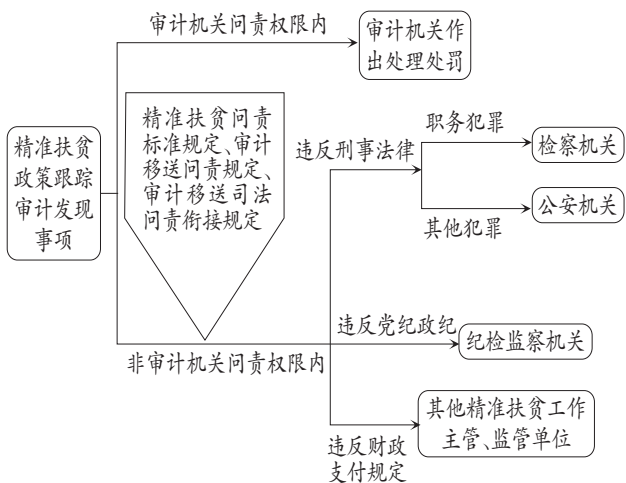 审计机关问责权限内
审计机关作
出处理处罚
精准扶贫
政策跟踪
审计发现
事项
精准扶贫问责
标准规定、审计
移送问责规定、
审计移送司法
问责衔接规定
违反刑事法律
职务犯罪
检察机关
其他犯罪
公安机关
非审计机关问责权限内
违反党纪政纪
纪检监察机关
违反财政
支付规定
其他精准扶贫工作
主管、监管单位